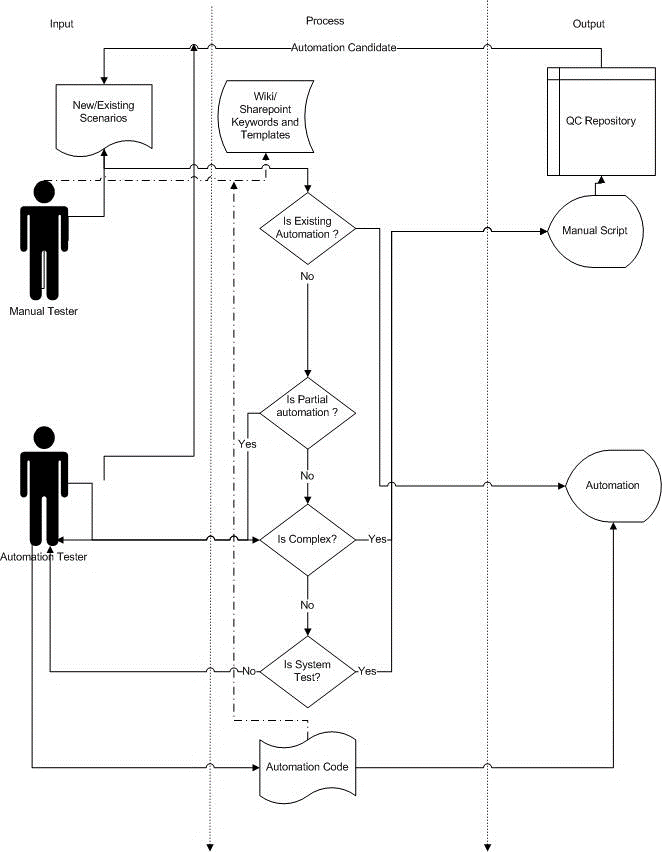 Input
Process
Output
Automation Candidate
New/Existing
Scenarios
Wiki/
Sharepoint
Keywords and
Templates
QC Repository
Is Existing
Automation ?
Manual Script
No
Manual Tester
Is Partial
automation ?
Yes
No
Automation
Is Complex?
Yes
Automation Tester
No
Is System
Test?
No
Yes
Automation Code